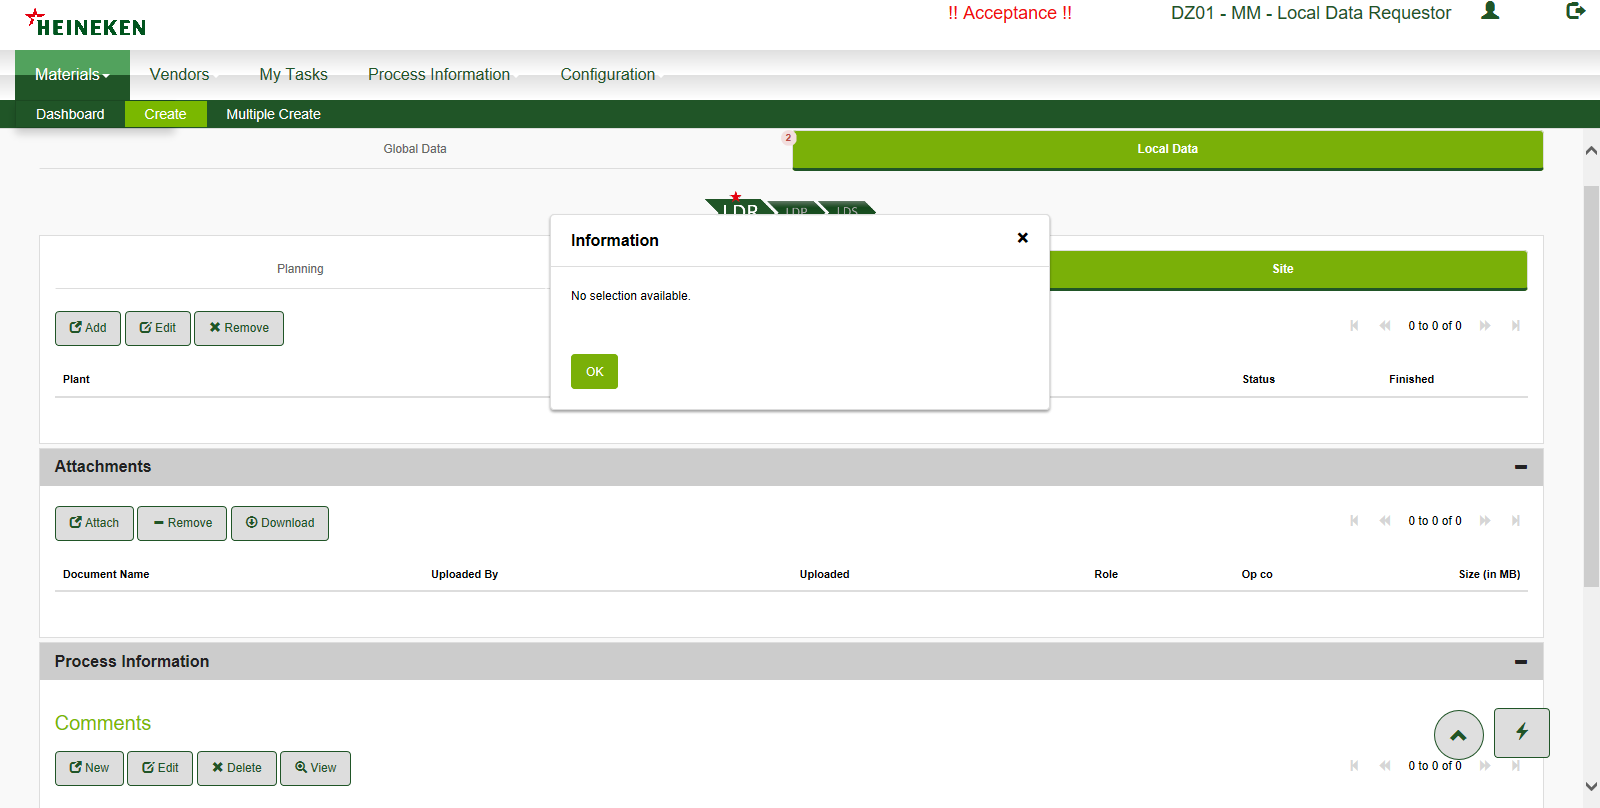 HEINEKEN
!! Acceptance !!
DZ01 - MM - Local Data Requestor
Materials
Vendors
My Tasks
Process Information
Configuration
Dashboard
Create
Multiple Create
Global Data
2
Local Data
LDR
LDP
LDS
Information
No selection available.
OK
Planning
Site
Add
Edit
Remove
0 to 0 of 0
Plant
Status
Finished
Attachments
Attach
Remove
Download
0 to 0 of 0
Document Name
Uploaded By
Uploaded
Role
Op co
Size (in MB)
Process Information
Comments
New
Edit
Delete
View
0 to 0 of 0